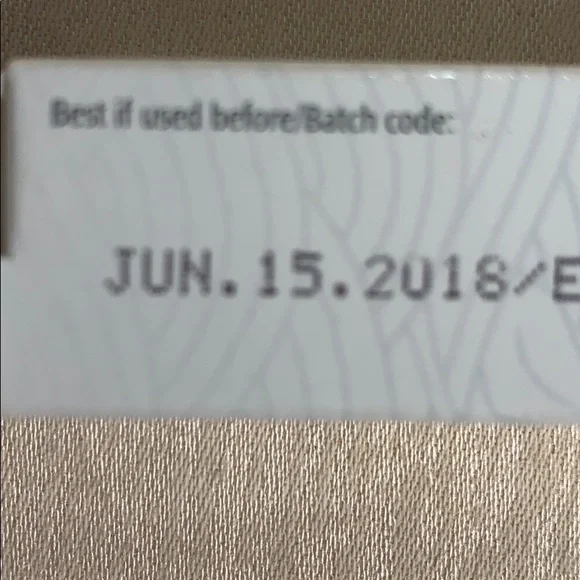 Best if used before/Batch code:
JUN.15.2018/E